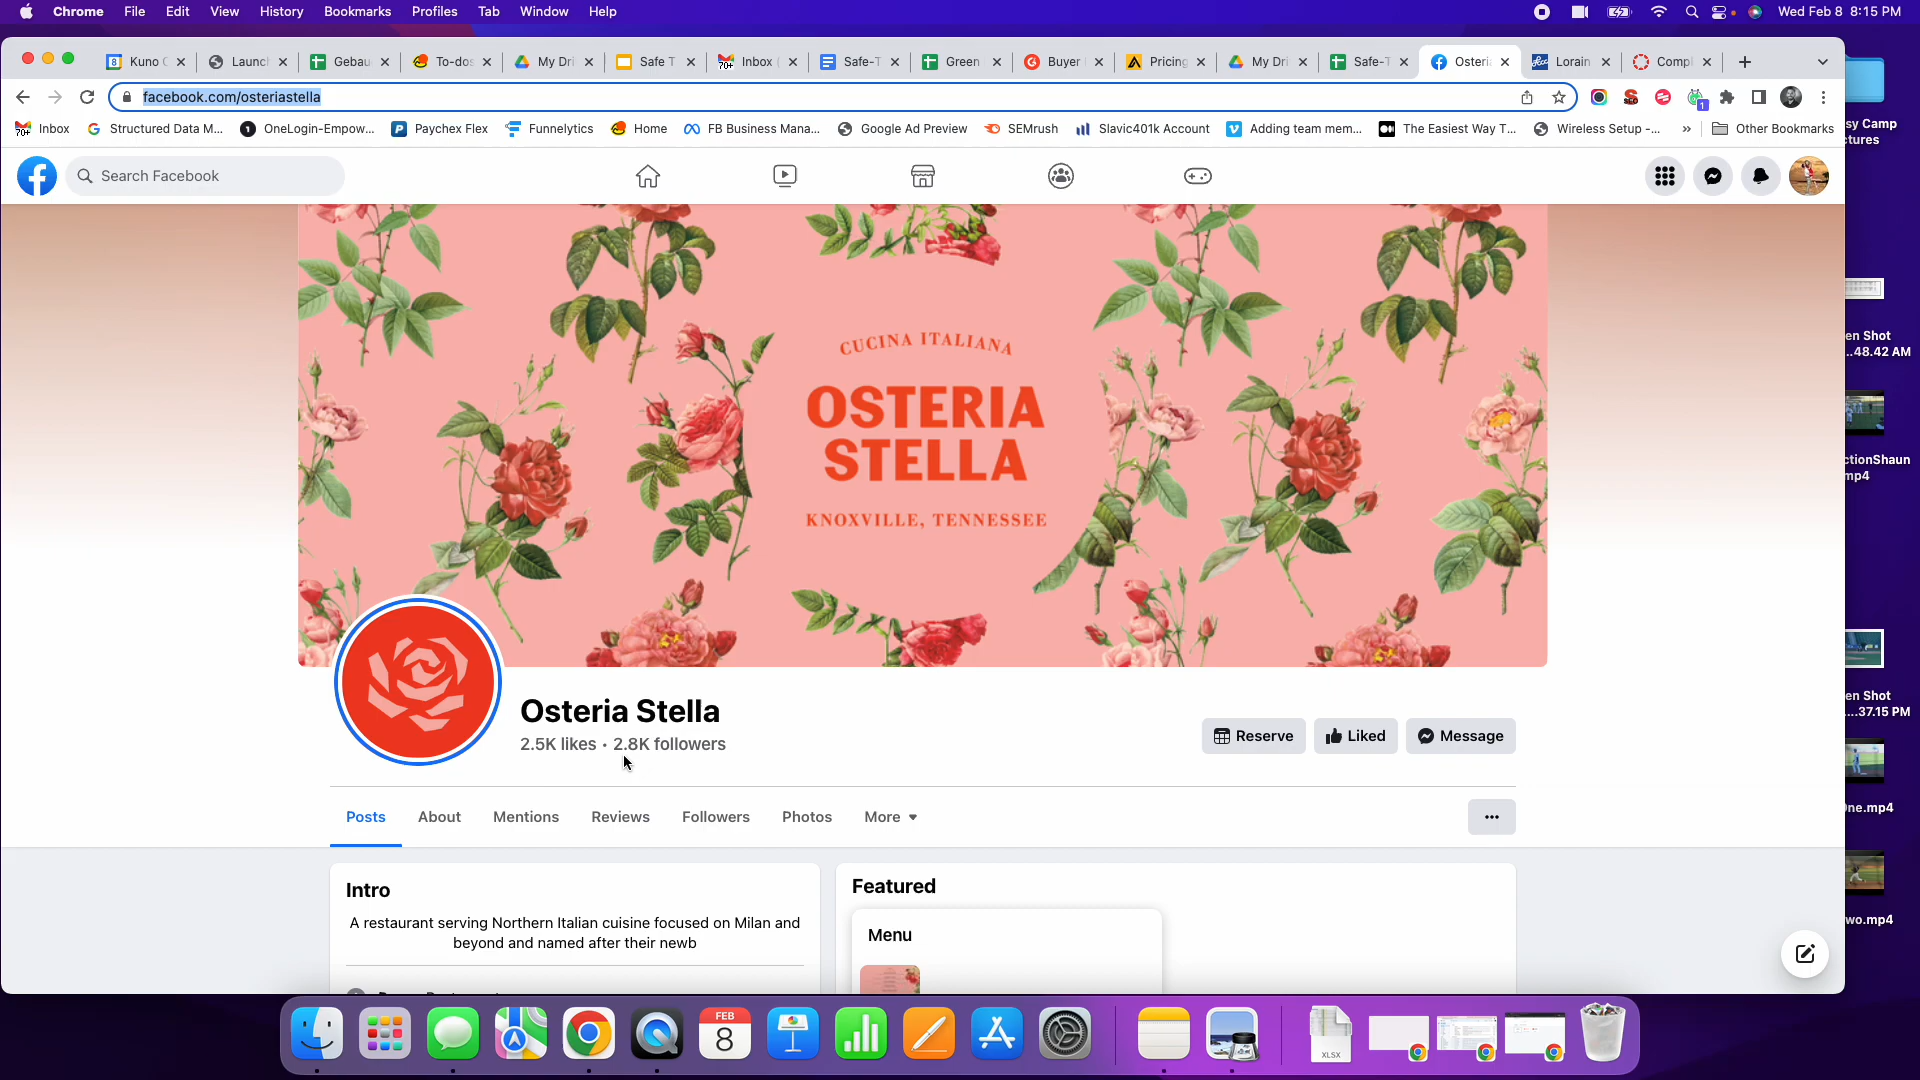 Chrome File Edit View History Bookmarks Profiles Tab Window Help
Wed Feb 8 8:15 PM
8 Kuno
Launch
Gebau
To-dos
My Dri
Safe T
70+ Inbox
Safe-T
Green
Buyer
Pricing
My Dri
Safe-T
Osteria
Lorain
Compl
facebook.com/osteriastella
1
70+ Inbox
Structured Data M...
OneLogin-Empow...
Paychex Flex
Funnelytics
Home
FB Business Mana...
Google Ad Preview
SEMrush
Slavic401k Account
Adding team mem...
The Easiest Way T...
Wireless Setup -...
»
Other Bookmarks
Search Facebook
CUCINA ITALIANA
OSTERIA
STELLA
KNOXVILLE, TENNESSEE
Osteria Stella
2.5K likes • 2.8K followers
Reserve
Liked
Message
Posts
About
Mentions
Reviews
Followers
Photos
More
Intro
A restaurant serving Northern Italian cuisine focused on Milan and
beyond and named after their newb
Featured
Menu
sy Camp
ctures
en Shot
...48.42 AM
ctionShaun
mp4
en Shot
....37.15 PM
ne.mp4
wo.mp4
FEB
8
XLSX